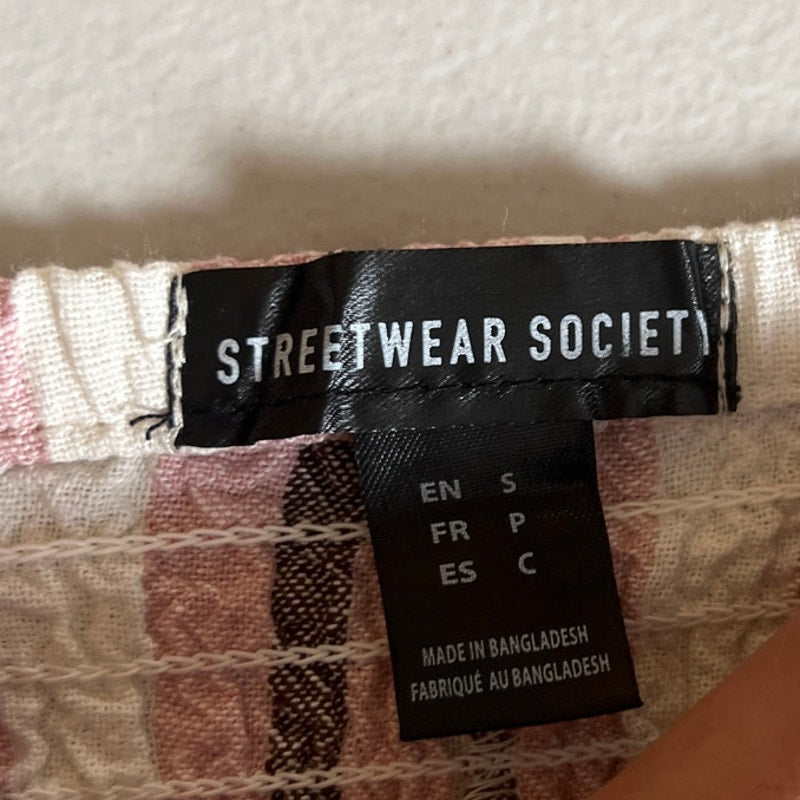 STREETWEAR SOCIETY
EN S
FR P
ES C
MADE IN BANGLADESH
FABRIQUÉ AU BANGLADESH